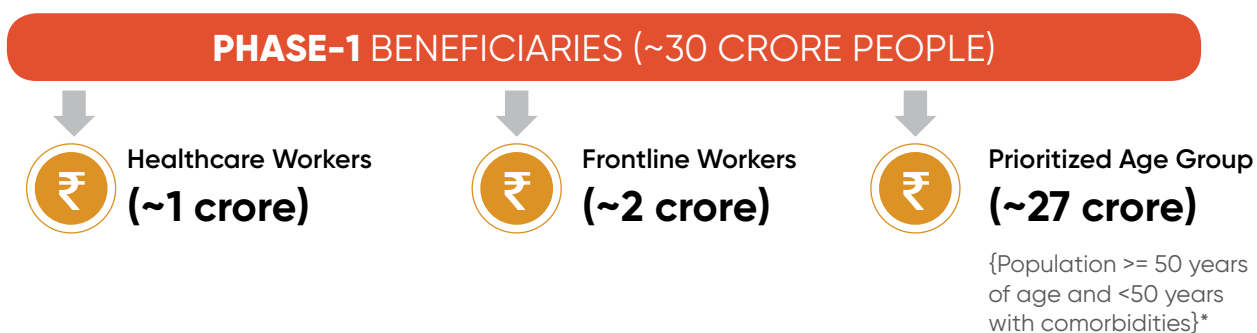 PHASE-1 BENEFICIARIES (~30 CRORE PEOPLE)
₹
Healthcare Workers
(~1 crore)
₹
Frontline Workers
(~2 crore)
₹
Prioritized Age Group
(~27 crore)
{Population >= 50 years
of age and <50 years
with comorbidities}*